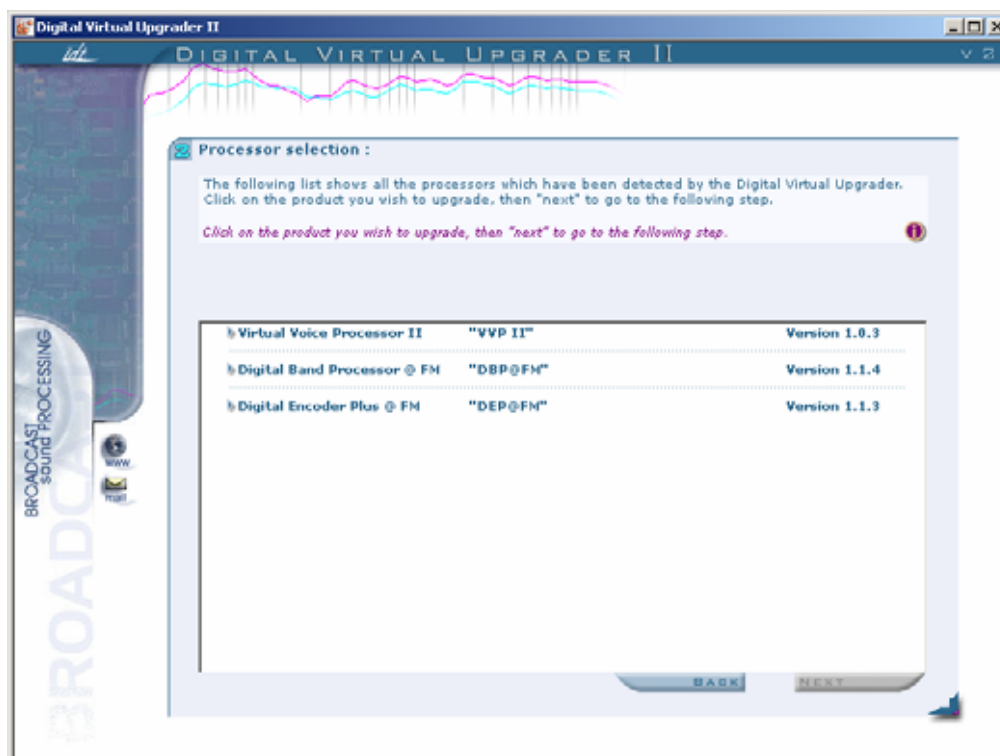 Digital Virtual Upgrader II
idt
DIGITAL VIRTUAL UPGRADER II
V 2
2 Processor selection :
The following list shows all the processors which have been detected by the Digital Virtual Upgrader.
Click on the product you wish to upgrade, then "next" to go to the following step.
Click on the product you wish to upgrade, then "next" to go to the following step.
Virtual Voice Processor II "VVP II" Version 1.0.3
Digital Band Processor @ FM "DBP@FM" Version 1.1.4
Digital Encoder Plus @ FM "DEP@FM" Version 1.1.3
BROADCAST
sound PROCESSING
www
mail
BROADCAST
BACK
NEXT